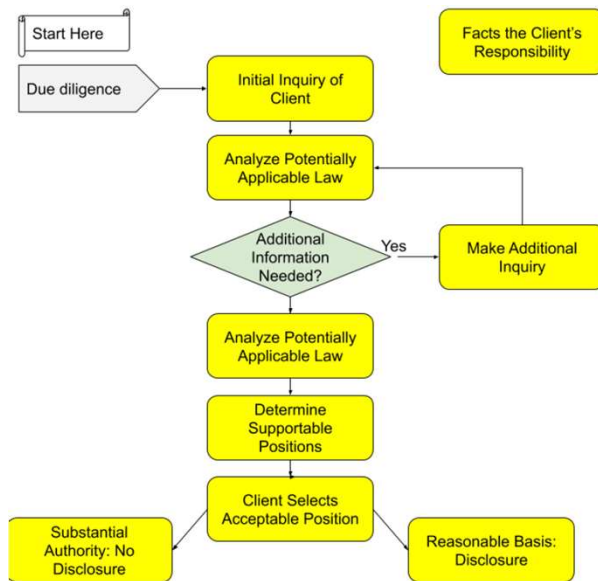 Start Here
Facts the Client's
Responsibility
Due diligence
Initial Inquiry of
Client
Analyze Potentially
Applicable Law
Additional
Information
Needed?
Yes
Make Additional
Inquiry
Analyze Potentially
Applicable Law
Determine
Supportable
Positions
Client Selects
Acceptable Position
Substantial
Authority: No
Disclosure
Reasonable Basis:
Disclosure